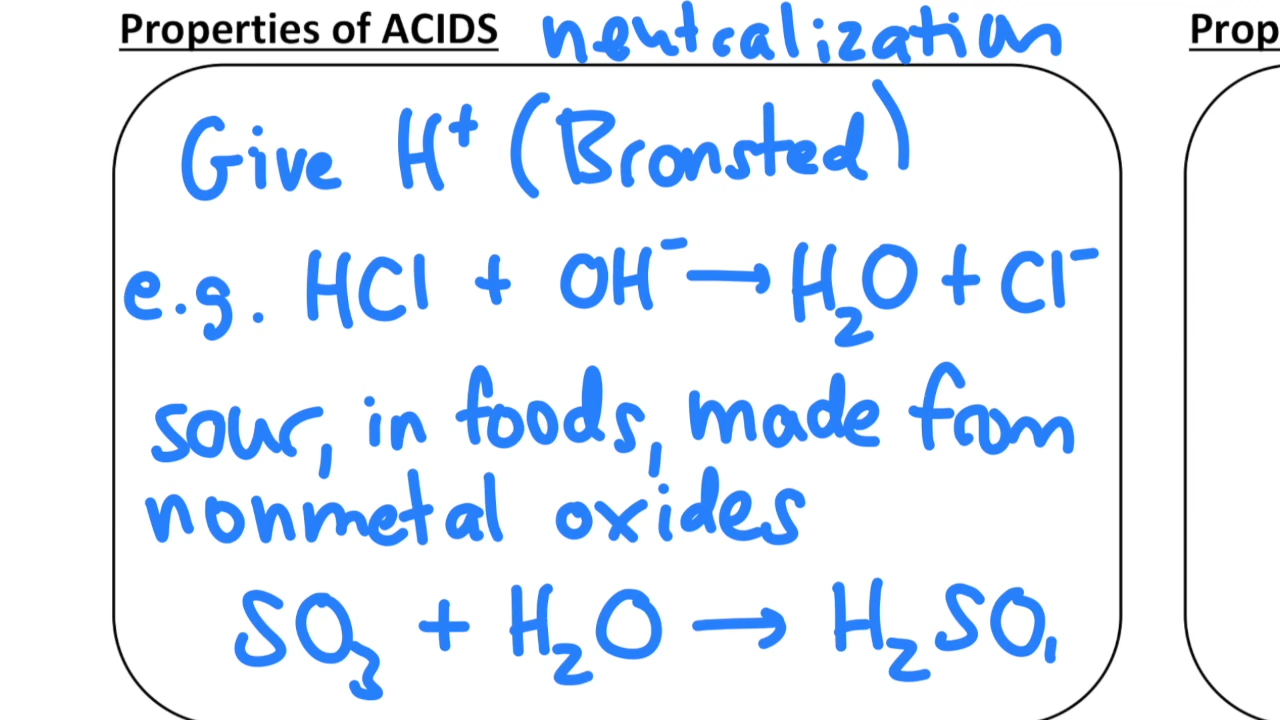 Properties of ACIDS neutralization
Prop
Give H⁺ (Bronsted)
e.g. HCl + OH⁻ → H₂O + Cl⁻
sour, in foods, made from
nonmetal oxides
SO₃ + H₂O → H₂SO